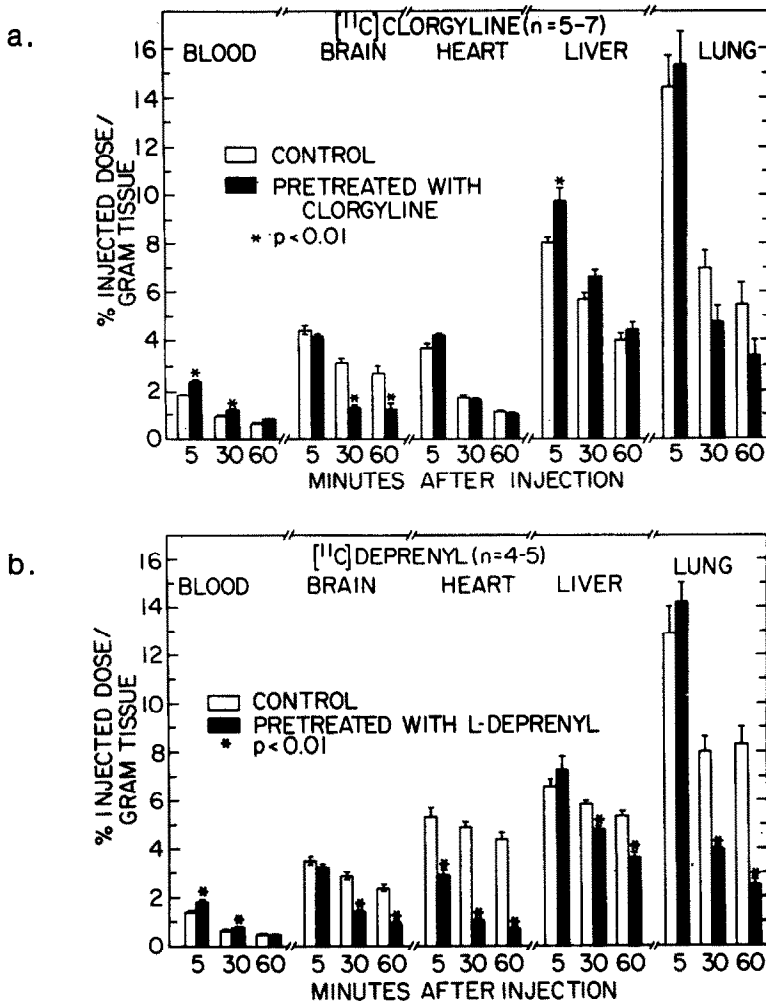 a.
[¹¹C]CLORGYLINE(n=5-7)
BLOOD BRAIN HEART LIVER LUNG
16
14
12
10
8
6
4
2
0
% INJECTED DOSE/
GRAM TISSUE
CONTROL
PRETREATED WITH
CLORGYLINE
* p<0.01
5 30 60 5 30 60 5 30 60 5 30 60 5 30 60
MINUTES AFTER INJECTION
b.
[¹¹C]DEPRENYL(n=4-5)
BLOOD BRAIN HEART LIVER LUNG
16
14
12
10
8
6
4
2
0
% INJECTED DOSE/
GRAM TISSUE
CONTROL
PRETREATED WITH L-DEPRENYL
* p<0.01
5 30 60 5 30 60 5 30 60 5 30 60 5 30 60
MINUTES AFTER INJECTION